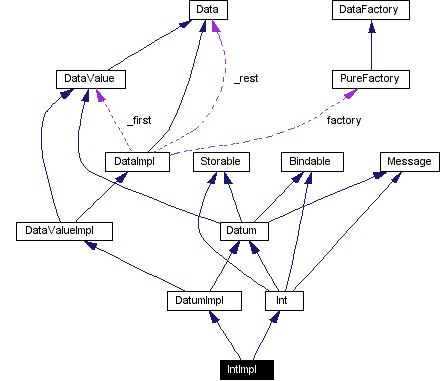 Data
DataFactory
DataValue
_rest
PureFactory
_first
factory
DataImpl
Storable
Bindable
Message
DataValueImpl
Datum
DatumImpl
Int
IntImpl